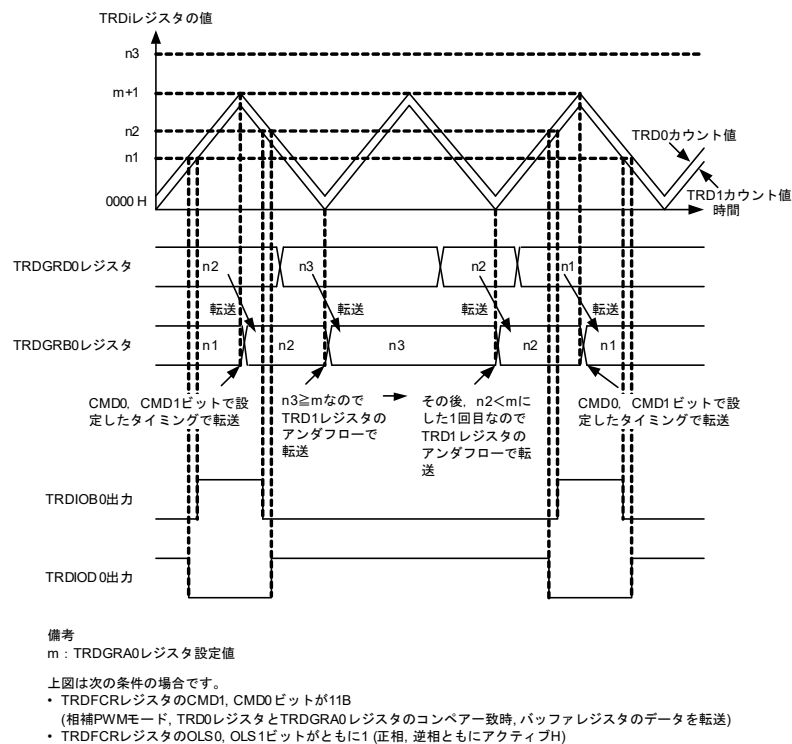 TRDiレジスタの値
n3
m+1
n2
n1
0000 H
TRD0カウント値
TRD1カウント値
時間
TRDGRD0レジスタ
n2
n3
n2
n1
転送
転送
転送
転送
TRDGRB0レジスタ
n1
n2
n3
n2
n1
CMD0, CMD1ビットで設
定したタイミングで転送
n3≧mなので
TRD1レジスタの
アンダフローで
転送
その後, n2<mに
した1回目なので
TRD1レジスタの
アンダフローで転
送
CMD0, CMD1ビットで設
定したタイミングで転送
TRDIOB0出力
TRDIOD0出力
備考
m : TRDGRA0レジスタ設定値
上図は次の条件の場合です。
• TRDFCRレジスタのCMD1, CMD0ビットが11B
(相補PWMモード, TRD0レジスタとTRDGRA0レジスタのコンペアー致時, バッファレジスタのデータを転送)
• TRDFCRレジスタのOLS0, OLS1ビットがともに1 (正相, 逆相ともにアクティブH)